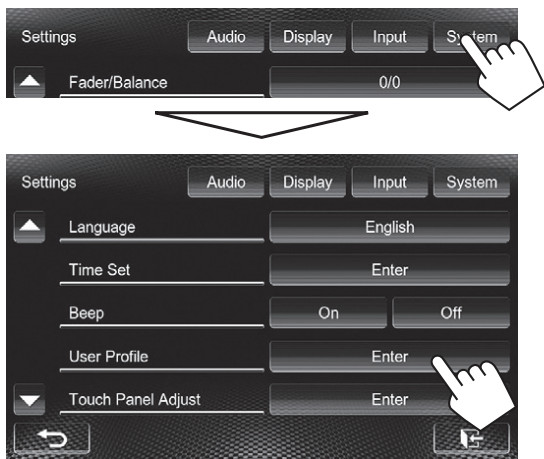 Settings Audio Display Input System
Fader/Balance 0/0
Settings Audio Display Input System
Language English
Time Set Enter
Beep On Off
User Profile Enter
Touch Panel Adjust Enter